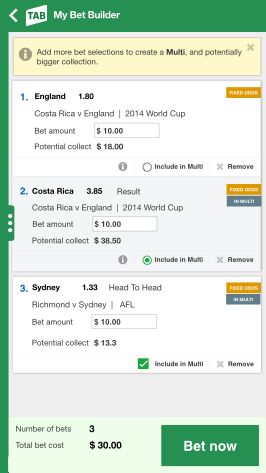 TAB My Bet Builder
Add more bet selections to create a Multi, and potentially
bigger collection.
FIXED ODDS
1. England 1.80
Costa Rica v England | 2014 World Cup
Bet amount $ 10.00
Potential collect $ 18.00
Include in Multi Remove
FIXED ODDS
2. Costa Rica 3.85 Result
IN MULTI
Costa Rica v England | 2014 World Cup
Bet amount $ 10.00
Potential collect $ 38.50
Include in Multi Remove
FIXED ODDS
3. Sydney 1.33 Head To Head
IN MULTI
Richmond v Sydney | AFL
Bet amount $ 10.00
Potential collect $ 13.3
Include in Multi Remove
Number of bets 3
Total bet cost $ 30.00
Bet now